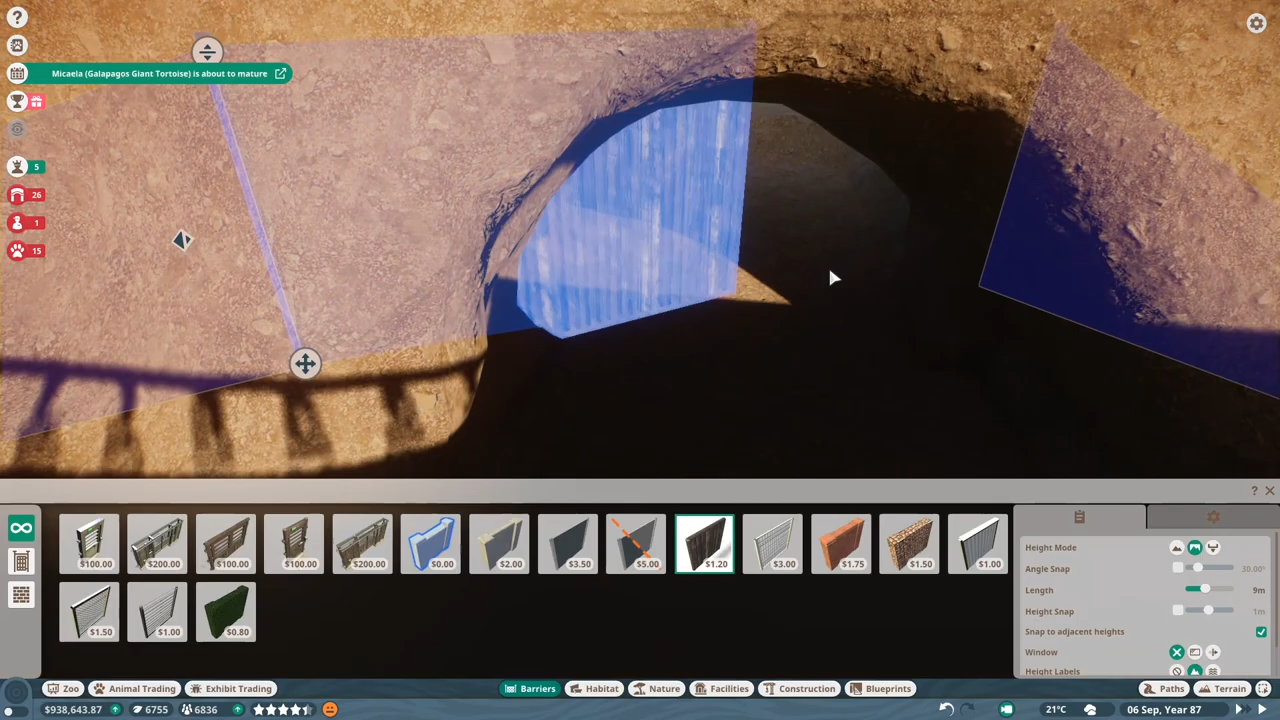 ?
Micaela (Galapagos Giant Tortoise) is about to mature
5
26
1
15
?
$100.00
$200.00
$100.00
$100.00
$200.00
$0.00
$2.00
$3.50
$5.00
$1.20
$3.00
$1.75
$1.50
$1.00
$1.50
$1.00
$0.80
Height Mode
Angle Snap 30.00°
Length 9m
Height Snap 1m
Snap to adjacent heights
Window
Height Labels
Zoo
Animal Trading
Exhibit Trading
Barriers
Habitat
Nature
Facilities
Construction
Blueprints
Paths
Terrain
$938,643.87
6755
6836
21°C
06 Sep, Year 87